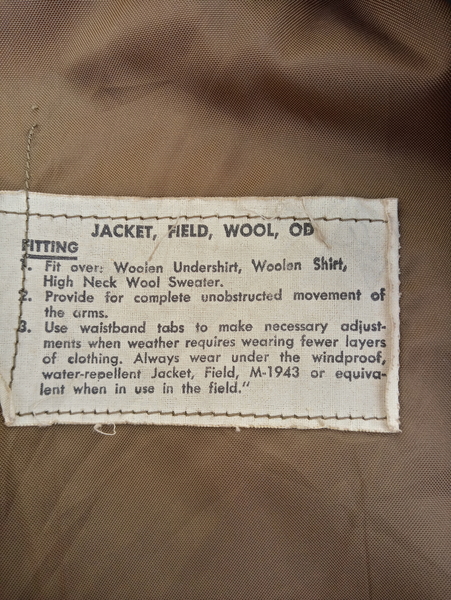 JACKET, FIELD, WOOL, OD
FITTING
1. Fit over: Woolen Undershirt, Woolen Shirt,
High Neck Wool Sweater.
2. Provide for complete unobstructed movement of
the arms.
3. Use waistband tabs to make necessary adjust-
ments when weather requires wearing fewer layers
of clothing. Always wear under the windproof,
water-repellent Jacket, Field, M-1943 or equiva-
lent when in use in the field."